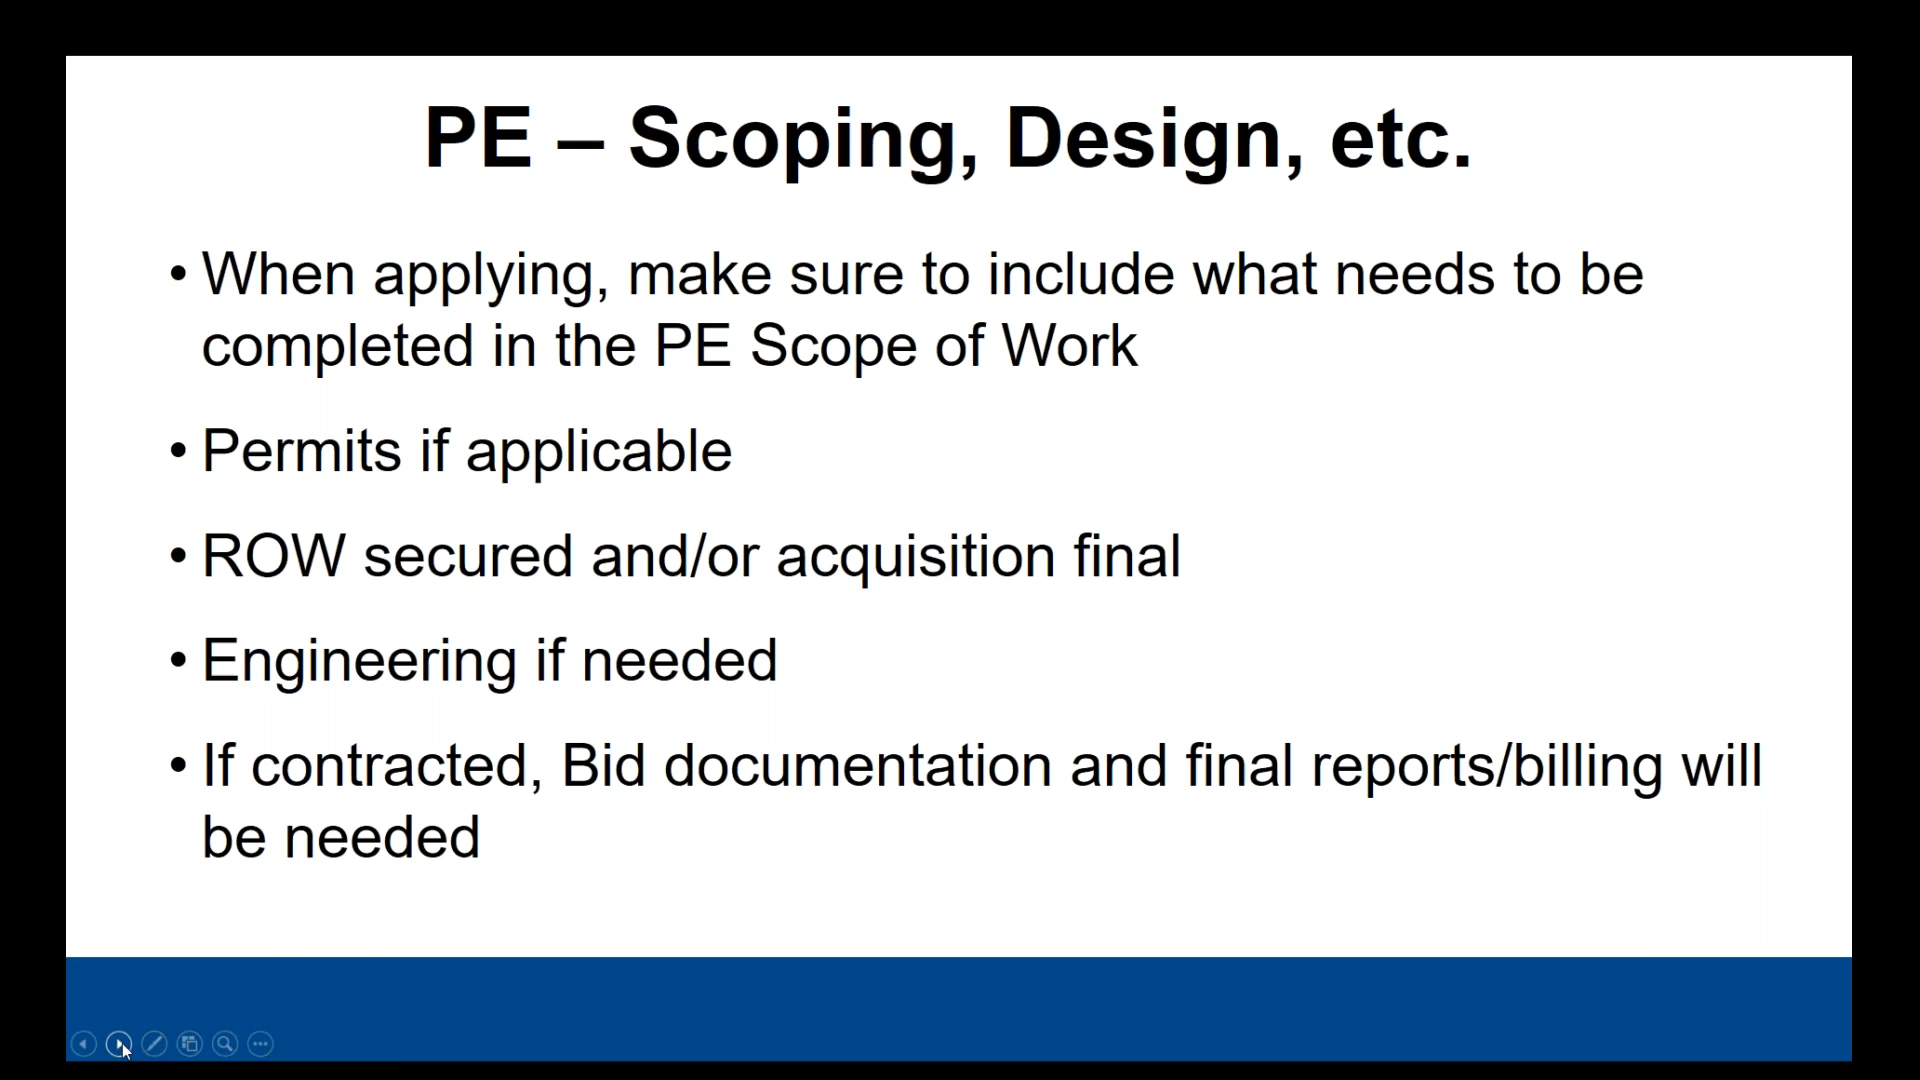 PE – Scoping, Design, etc.
• When applying, make sure to include what needs to be
completed in the PE Scope of Work
• Permits if applicable
• ROW secured and/or acquisition final
• Engineering if needed
• If contracted, Bid documentation and final reports/billing will
be needed